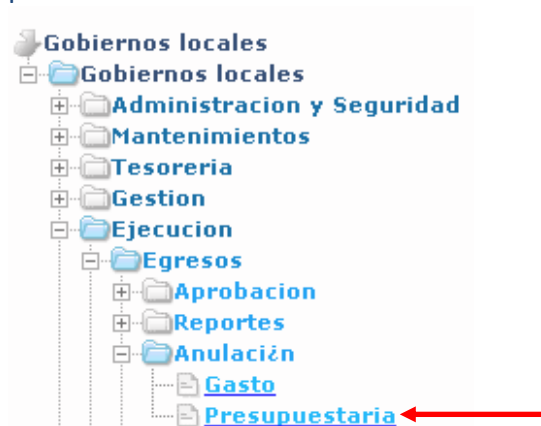 Gobiernos locales
Gobiernos locales
Administracion y Seguridad
Mantenimientos
Tesoreria
Gestion
Ejecucion
Egresos
Aprobacion
Reportes
Anulaci¿n
Gasto
Presupuestaria